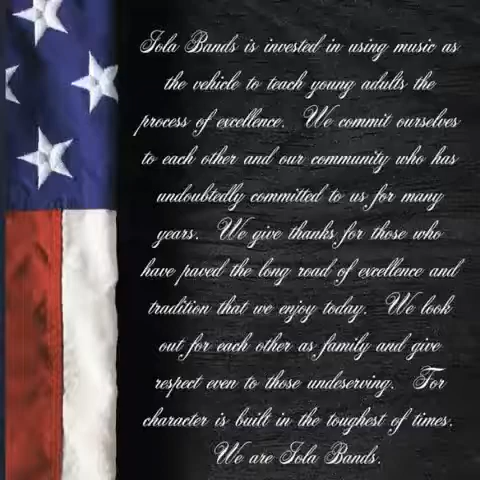 Iola Bands is invested in using music as
the vehicle to teach young adults the
process of excellence. We commit ourselves
to each other and our community who has
undoubtedly committed to us for many
years. We give thanks for those who
have paved the long road of excellence and
tradition that we enjoy today. We look
out for each other as family and give
respect even to those undeserving. For
character is built in the toughest of times.
We are Iola Bands.